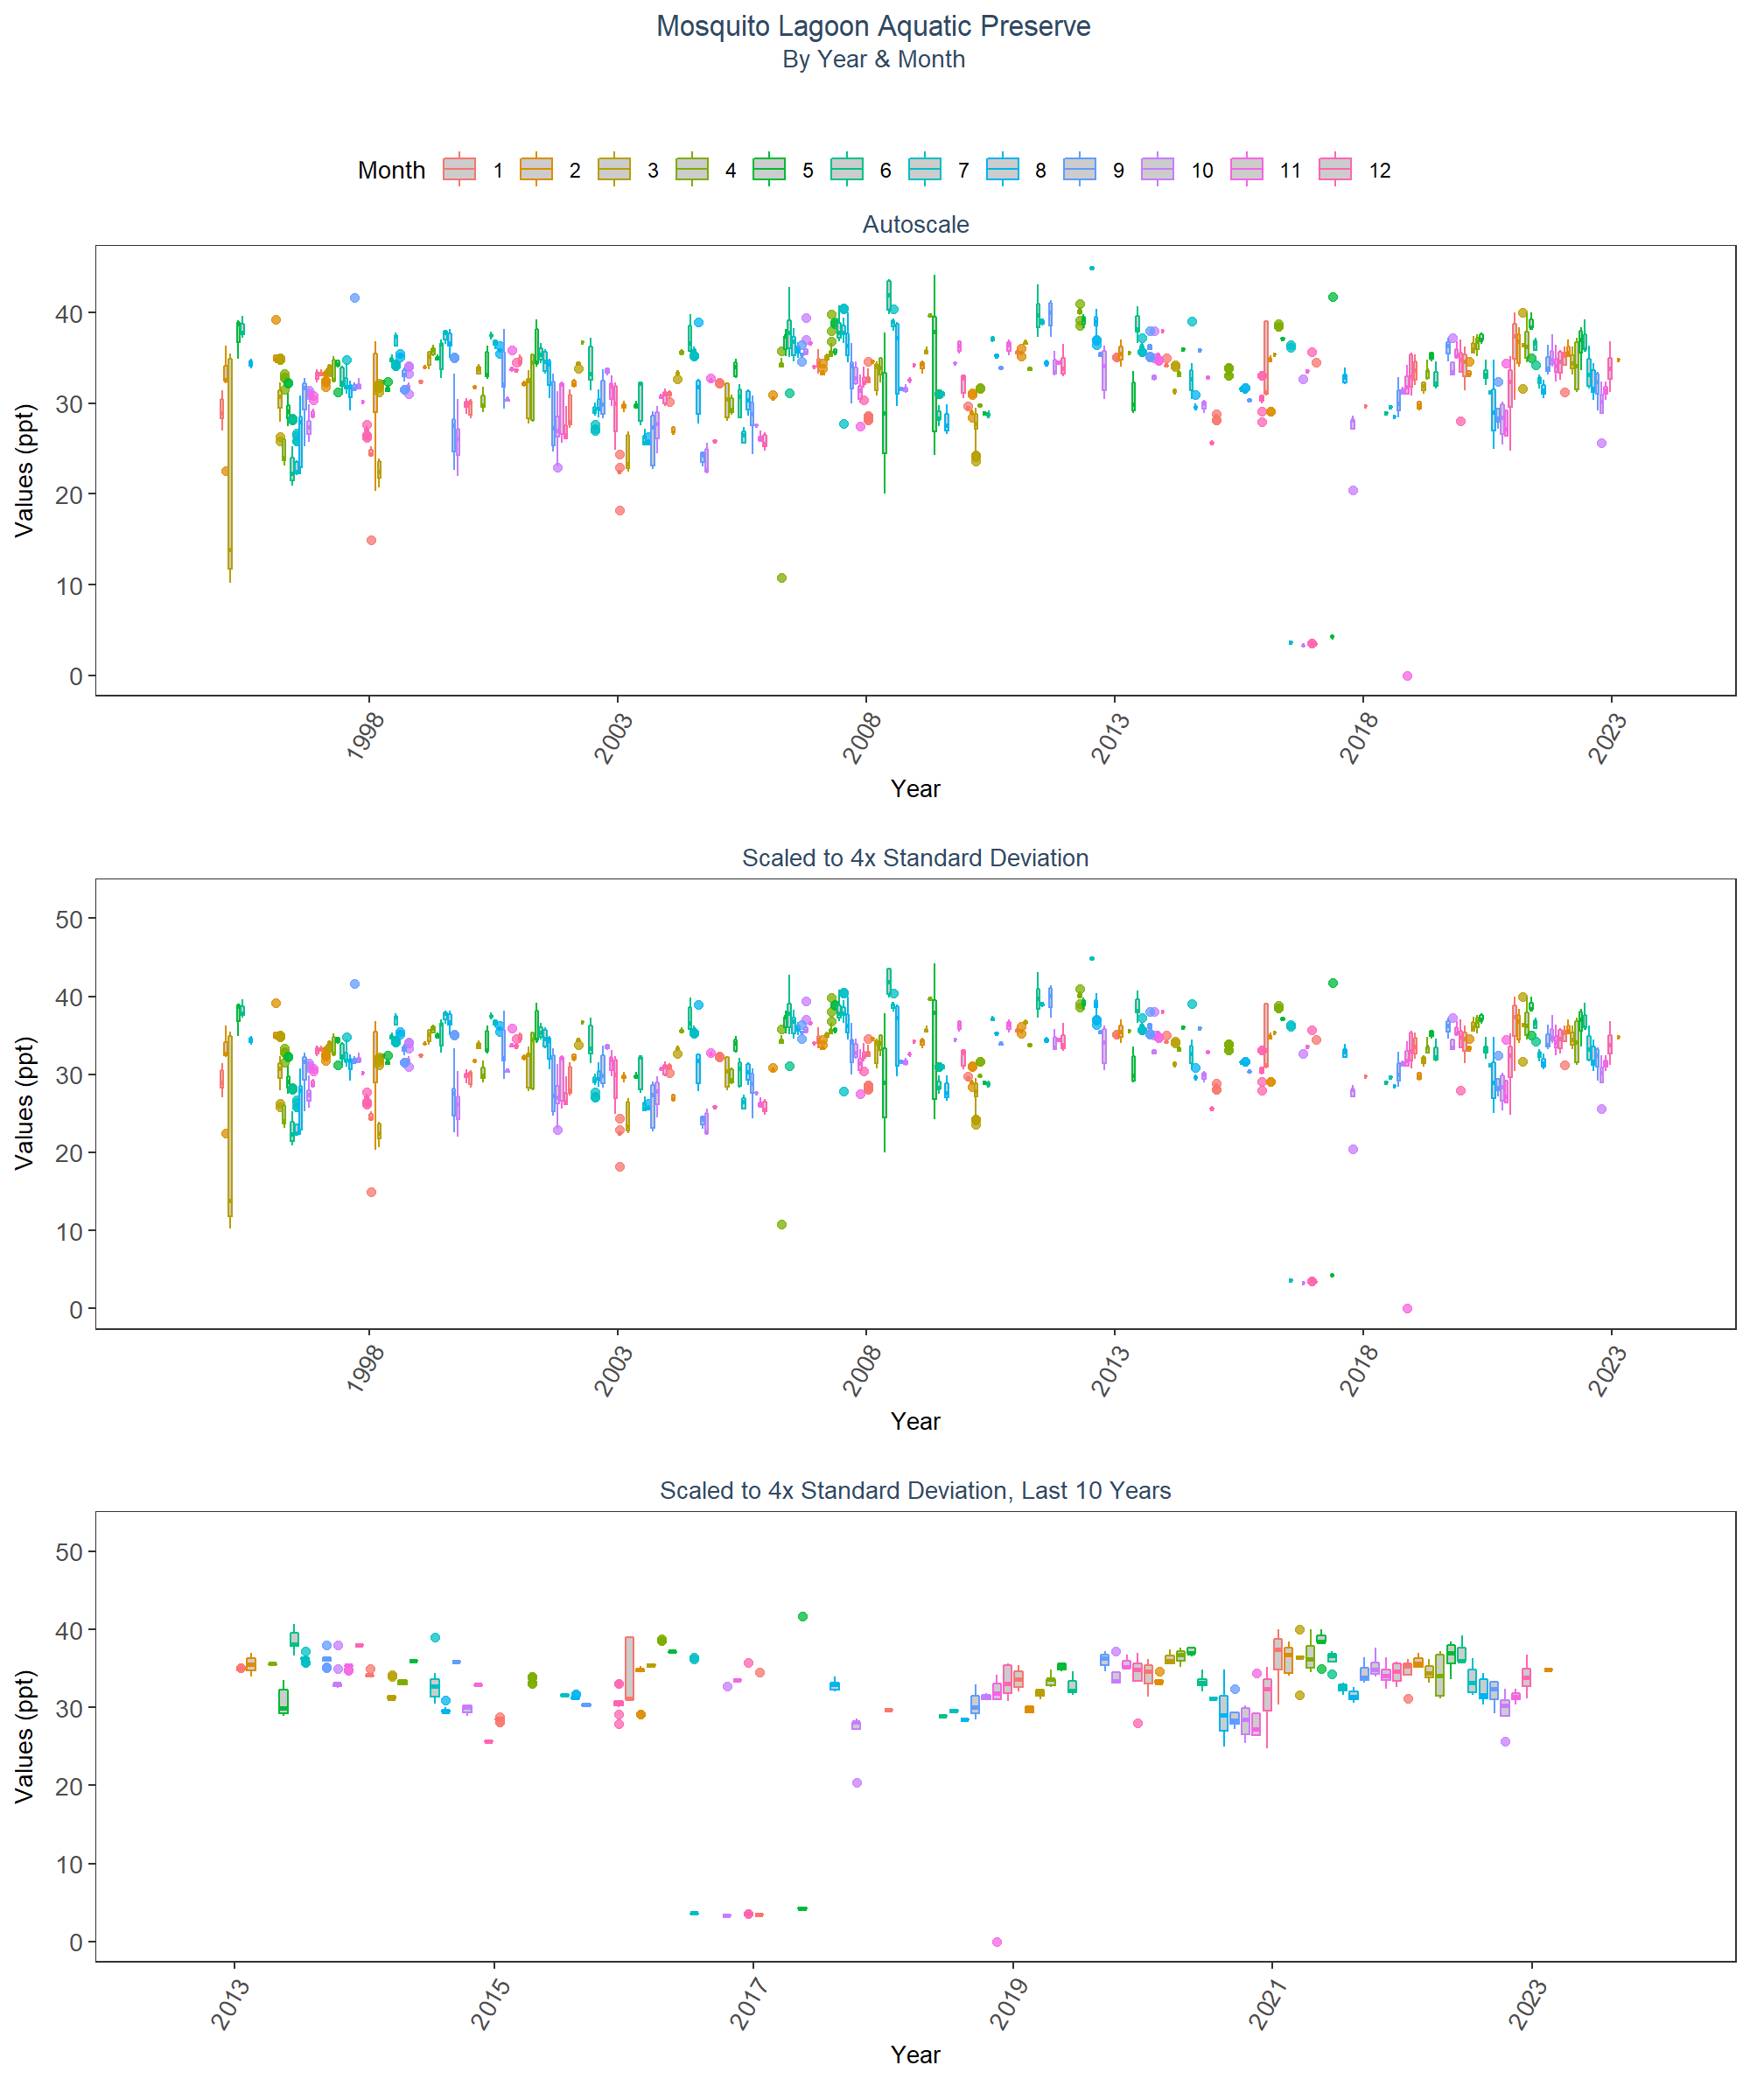 Mosquito Lagoon Aquatic Preserve
By Year & Month
Month 1 2 3 4 5 6 7 8 9 10 11 12
Autoscale
Values (ppt)
40
30
20
10
0
1998 2003 2008 2013 2018 2023
Year
Scaled to 4x Standard Deviation
Values (ppt)
50
40
30
20
10
0
1998 2003 2008 2013 2018 2023
Year
Scaled to 4x Standard Deviation, Last 10 Years
Values (ppt)
50
40
30
20
10
0
2013 2015 2017 2019 2021 2023
Year